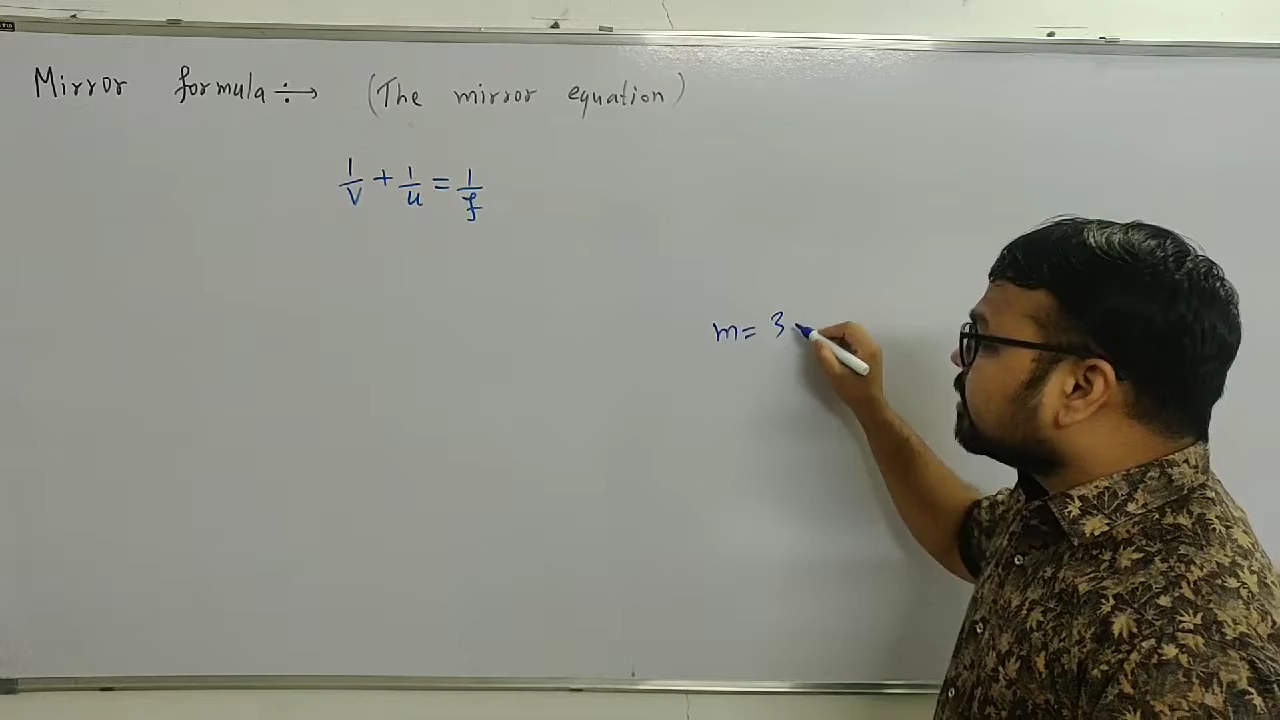 Mirror formula ÷→ (The mirror equation)
1/v + 1/u = 1/f
m= 3